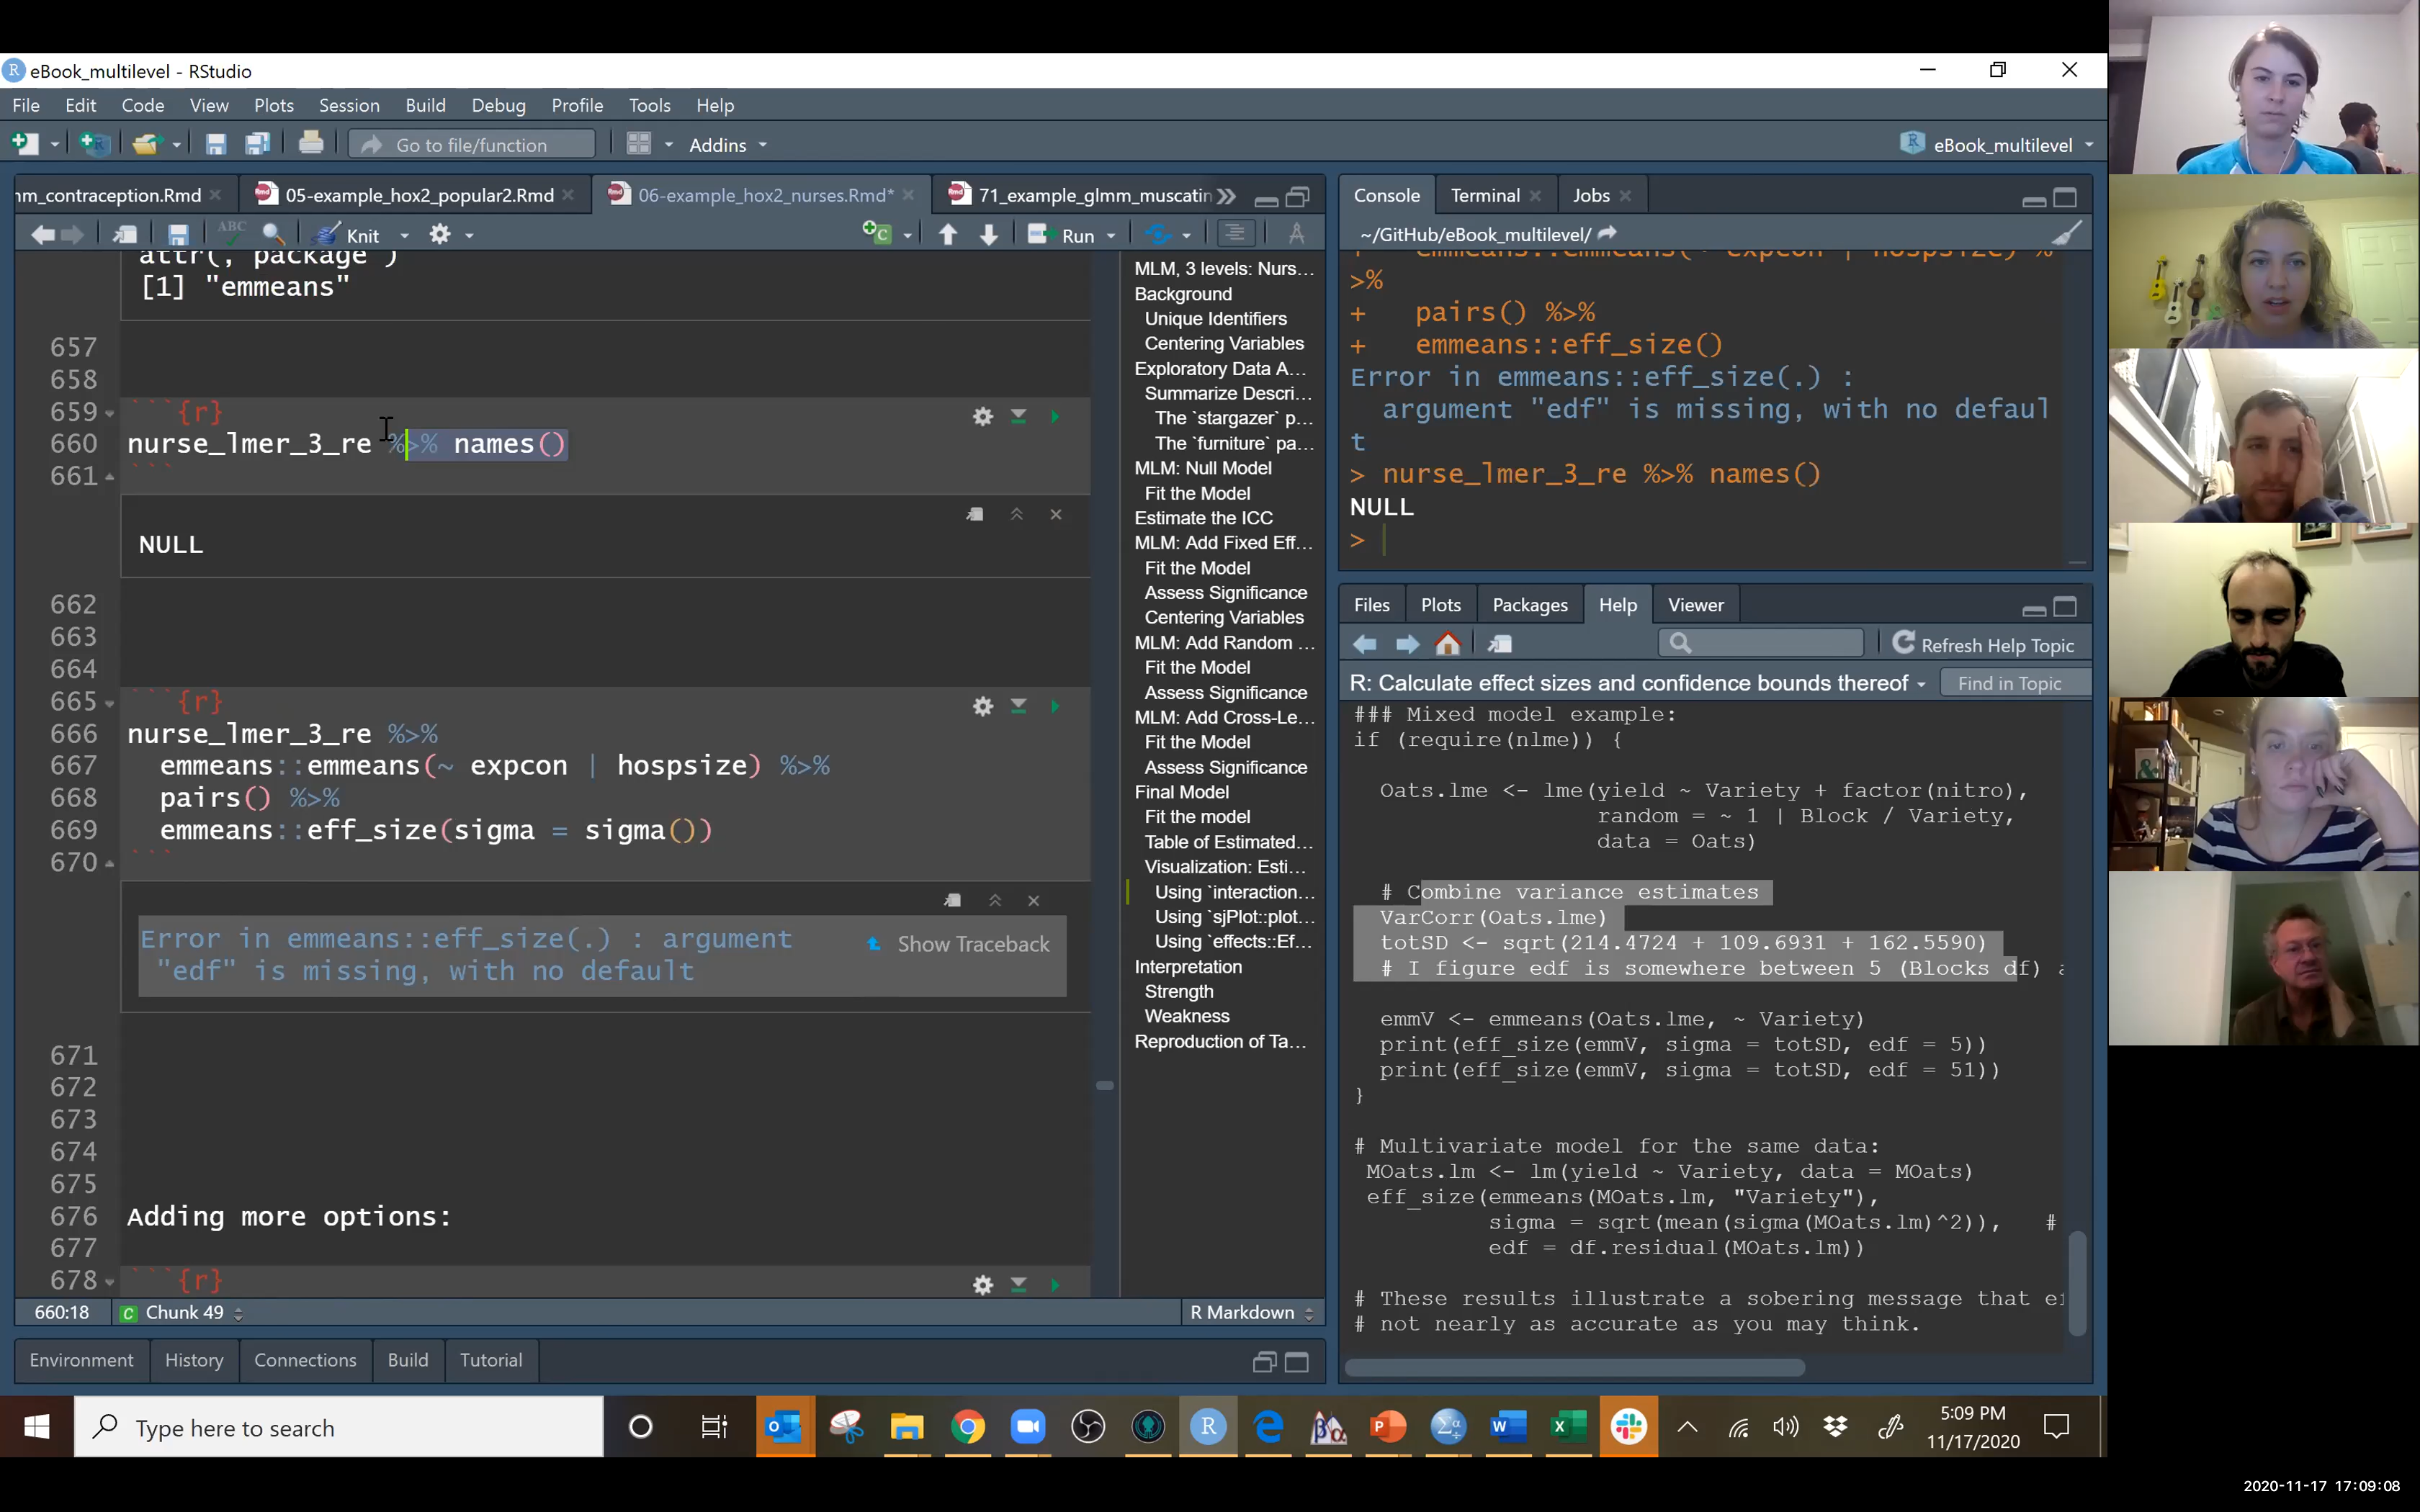 eBook_multilevel - RStudio
File Edit Code View Plots Session Build Debug Profile Tools Help
Go to file/function
Addins
eBook_multilevel
nm_contraception.Rmd
05-example_hox2_popular2.Rmd
06-example_hox2_nurses.Rmd*
71_example_glmm_muscatin
ABC
Knit
Run
attr(,"package")
[1] "emmeans"
657
658
659 ```{r}
660 nurse_lmer_3_re %>% names()
661 ```
NULL
662
663
664
665 ```{r}
666 nurse_lmer_3_re %>%
667 emmeans::emmeans(~ expcon | hospsize) %>%
668 pairs() %>%
669 emmeans::eff_size(sigma = sigma())
670 ```
Error in emmeans::eff_size(.) : argument
"edf" is missing, with no default
Show Traceback
671
672
673
674
675
676 Adding more options:
677
678 ```{r}
660:18
C Chunk 49
R Markdown
MLM, 3 levels: Nurs...
Background
Unique Identifiers
Centering Variables
Exploratory Data A...
Summarize Descri...
The `stargazer` p...
The `furniture` pa...
MLM: Null Model
Fit the Model
Estimate the ICC
MLM: Add Fixed Eff...
Fit the Model
Assess Significance
Centering Variables
MLM: Add Random ...
Fit the Model
Assess Significance
MLM: Add Cross-Le...
Fit the Model
Assess Significance
Final Model
Fit the model
Table of Estimated...
Visualization: Esti...
Using `interaction...
Using `sjPlot::plot...
Using `effects::Ef...
Interpretation
Strength
Weakness
Reproduction of Ta...
Environment History Connections Build Tutorial
Console Terminal Jobs
~/GitHub/eBook_multilevel/
+ emmeans::emmeans(~ expcon | hospsize) %
>%
+ pairs() %>%
+ emmeans::eff_size()
Error in emmeans::eff_size(.) :
argument "edf" is missing, with no defaul
t
> nurse_lmer_3_re %>% names()
NULL
>
Files Plots Packages Help Viewer
Refresh Help Topic
R: Calculate effect sizes and confidence bounds thereof
Find in Topic
### Mixed model example:
if (require(nlme)) {
Oats.lme <- lme(yield ~ Variety + factor(nitro),
random = ~ 1 | Block / Variety,
data = Oats)
# Combine variance estimates
VarCorr(Oats.lme)
totSD <- sqrt(214.4724 + 109.6931 + 162.5590)
# I figure edf is somewhere between 5 (Blocks df) a
emmV <- emmeans(Oats.lme, ~ Variety)
print(eff_size(emmV, sigma = totSD, edf = 5))
print(eff_size(emmV, sigma = totSD, edf = 51))
}
# Multivariate model for the same data:
MOats.lm <- lm(yield ~ Variety, data = MOats)
eff_size(emmeans(MOats.lm, "Variety"),
sigma = sqrt(mean(sigma(MOats.lm)^2)), #
edf = df.residual(MOats.lm))
# These results illustrate a sobering message that ef
# not nearly as accurate as you may think.
Type here to search
5:09 PM
11/17/2020
2020-11-17 17:09:08